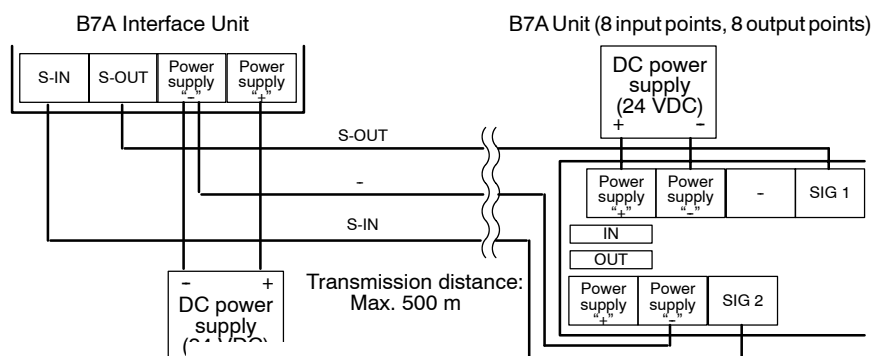 B7A Interface Unit
B7A Unit (8 input points, 8 output points)
S-IN
S-OUT
Power
supply
“-”
Power
supply
“+”
DC power
supply
(24 VDC)
+
-
S-OUT
-
S-IN
Power
supply
“+”
Power
supply
“-”
-
SIG 1
IN
OUT
Power
supply
“+”
Power
supply
“-”
SIG 2
-
+
DC power
supply
Transmission distance:
Max. 500 m